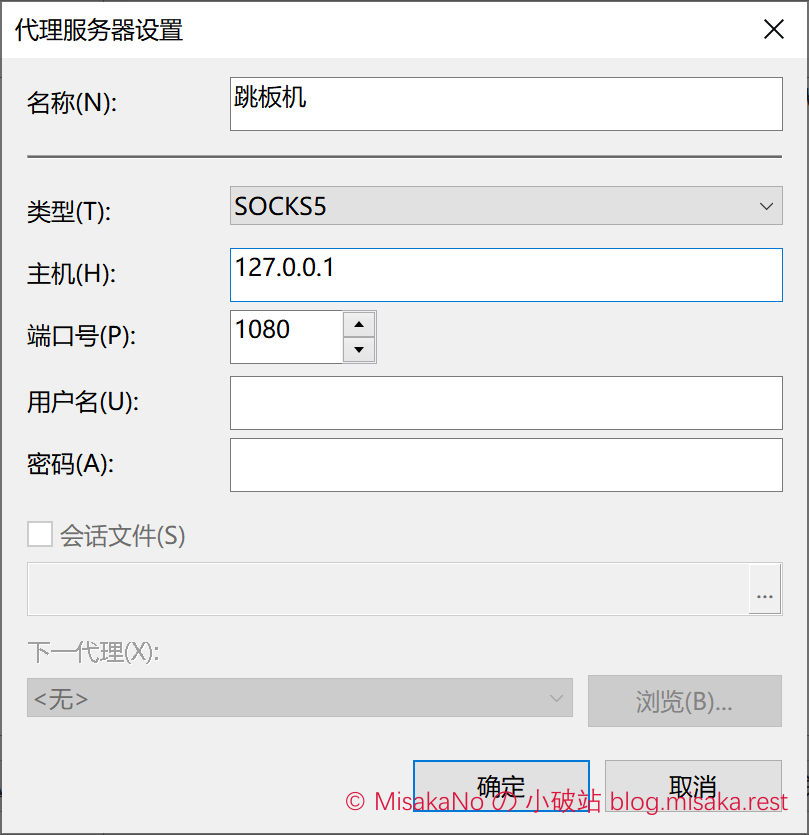 代理服务器设置
名称(N):
跳板机
类型(T):
SOCKS5
主机(H):
127.0.0.1
端口号(P):
1080
用户名(U):
密码(A):
会话文件(S)
...
下一代理(X):
<无>
浏览(B)...
确定
取消
© MisakaNo の 小破站 blog.misaka.rest